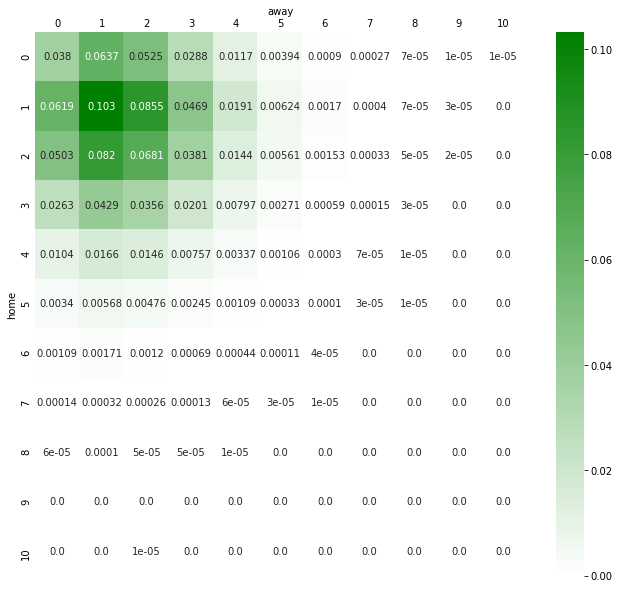 away
0 1 2 3 4 5 6 7 8 9 10
0 0.038 0.0637 0.0525 0.0288 0.0117 0.00394 0.0009 0.00027 7e-05 1e-05 1e-05
1 0.0619 0.103 0.0855 0.0469 0.0191 0.00624 0.0017 0.0004 7e-05 3e-05 0.0
2 0.0503 0.082 0.0681 0.0381 0.0144 0.00561 0.00153 0.00033 5e-05 2e-05 0.0
3 0.0263 0.0429 0.0356 0.0201 0.00797 0.00271 0.00059 0.00015 3e-05 0.0 0.0
4 0.0104 0.0166 0.0146 0.00757 0.00337 0.00106 0.0003 7e-05 1e-05 0.0 0.0
home
5 0.0034 0.00568 0.00476 0.00245 0.00109 0.00033 0.0001 3e-05 1e-05 0.0 0.0
6 0.00109 0.00171 0.0012 0.00069 0.00044 0.00011 4e-05 0.0 0.0 0.0 0.0
7 0.00014 0.00032 0.00026 0.00013 6e-05 3e-05 1e-05 0.0 0.0 0.0 0.0
8 6e-05 0.0001 5e-05 5e-05 1e-05 0.0 0.0 0.0 0.0 0.0 0.0
9 0.0 0.0 0.0 0.0 0.0 0.0 0.0 0.0 0.0 0.0 0.0
10 0.0 0.0 1e-05 0.0 0.0 0.0 0.0 0.0 0.0 0.0 0.0
0.10
0.08
0.06
0.04
0.02
0.00